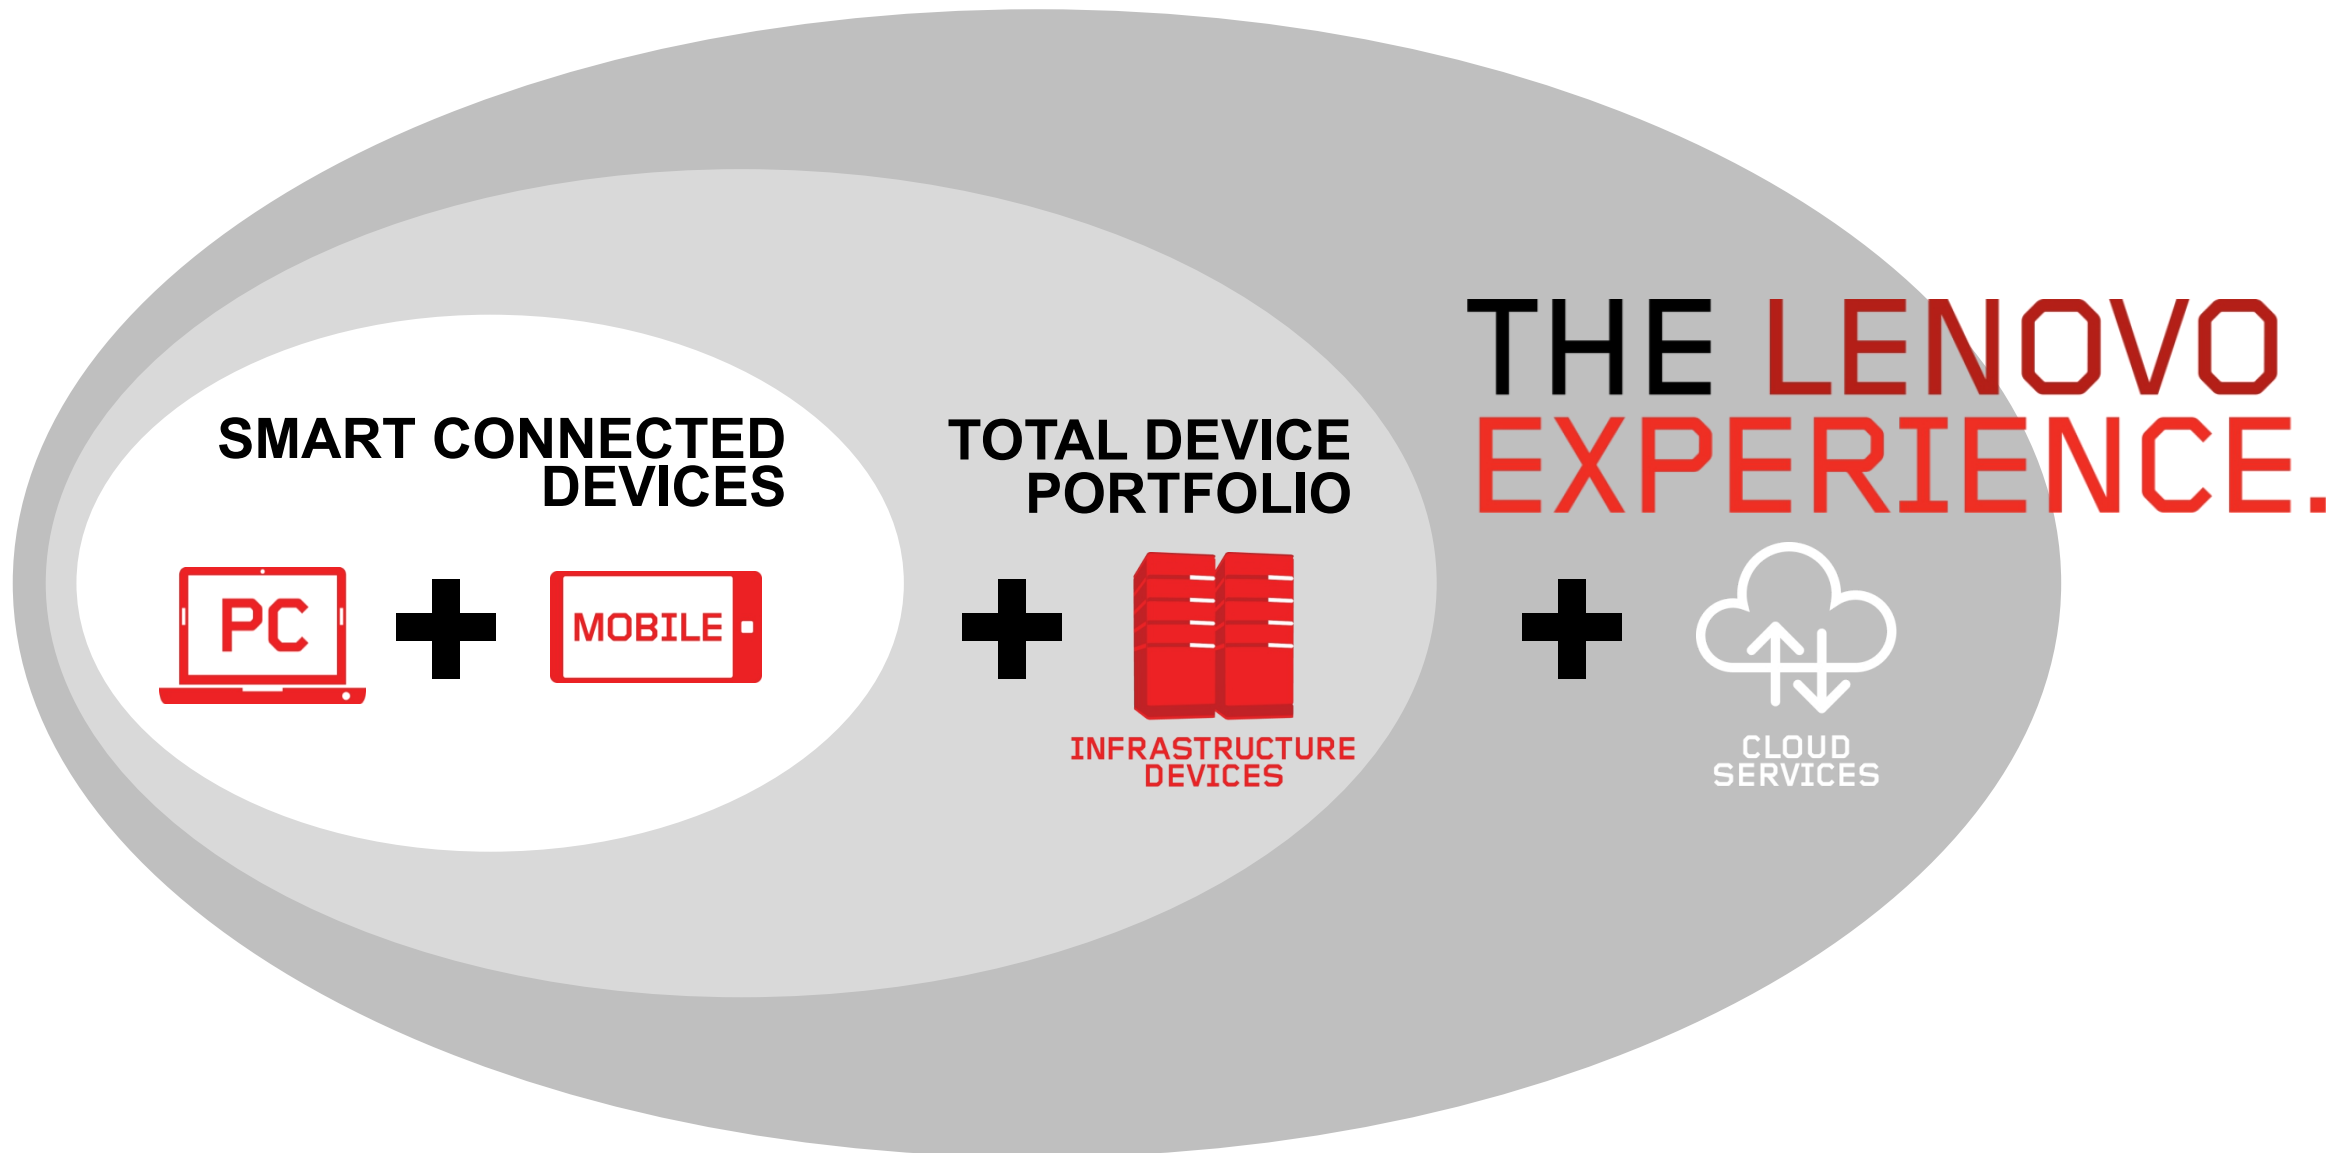 SMART CONNECTED
DEVICES
PC
MOBILE
TOTAL DEVICE
PORTFOLIO
INFRASTRUCTURE
DEVICES
THE LENOVO
EXPERIENCE.
CLOUD
SERVICES